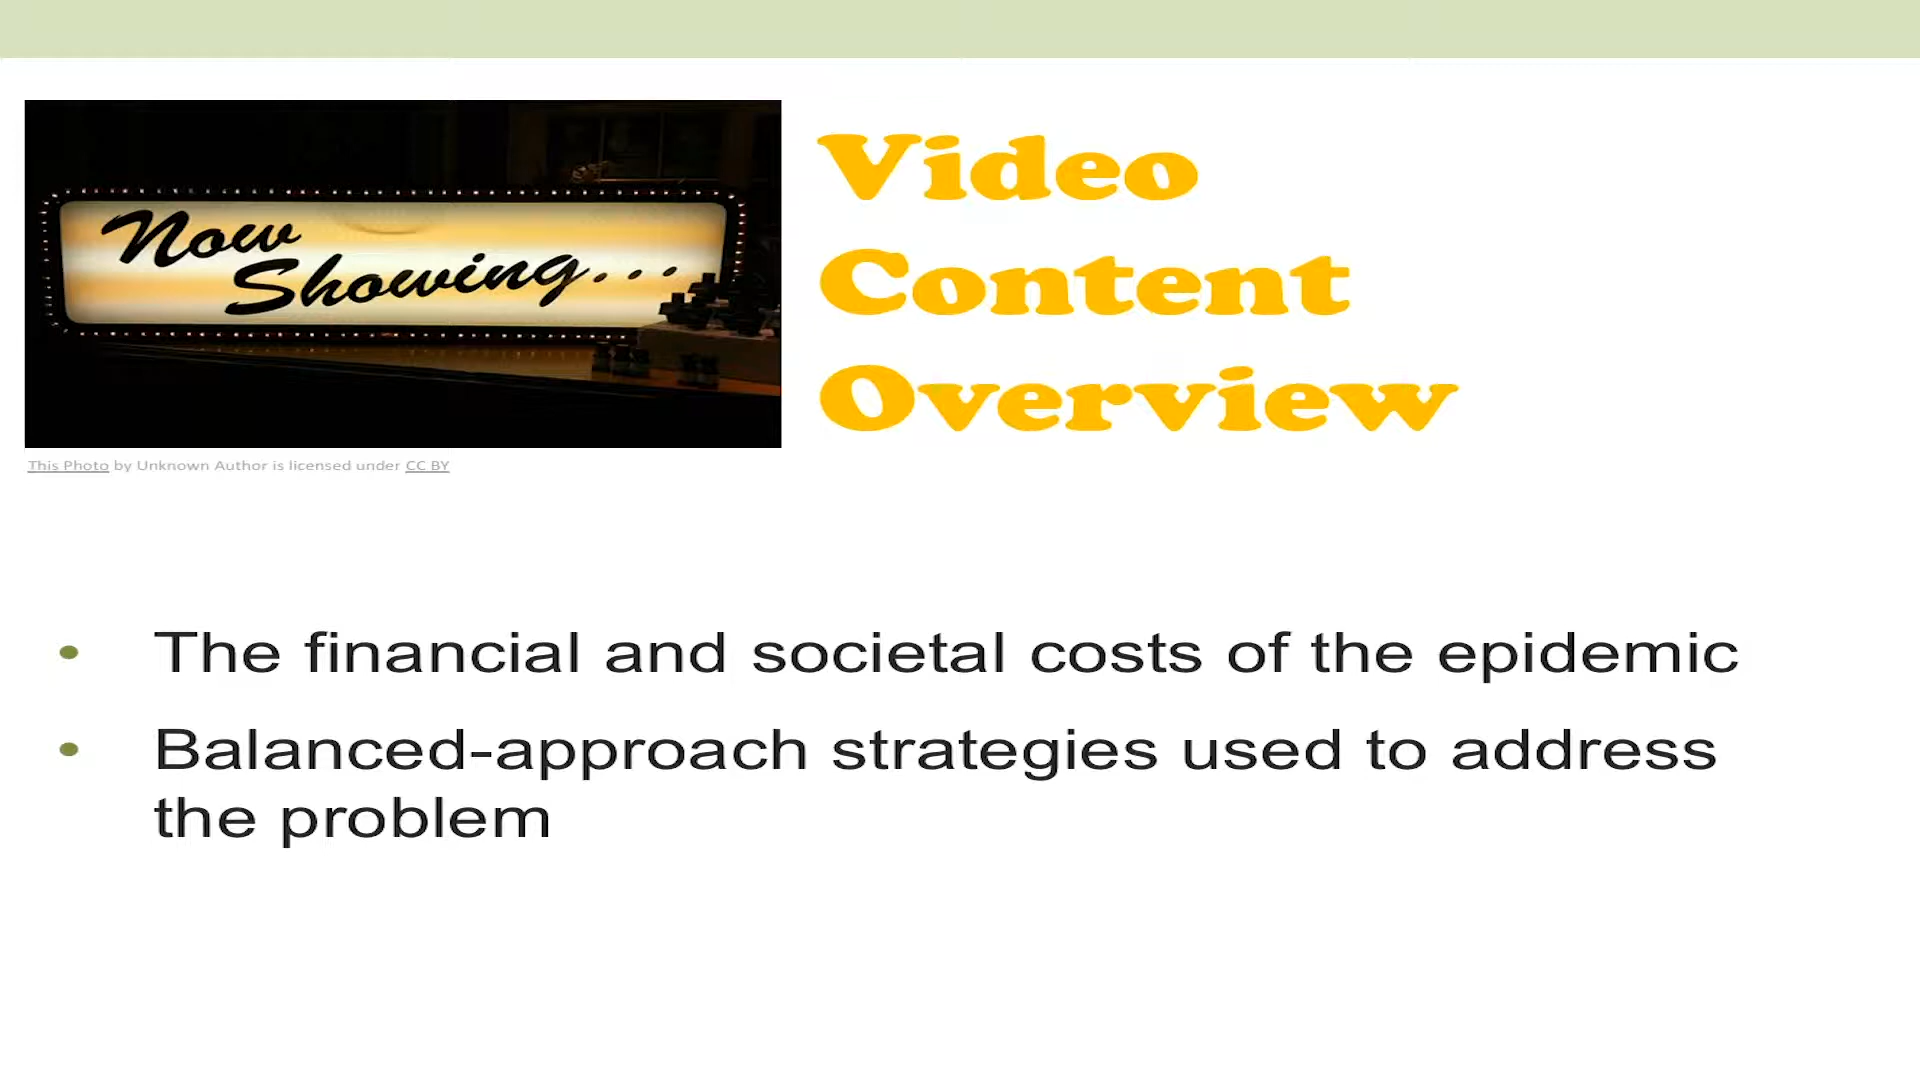 Now
Showing...
Video
Content
Overview
This Photo by Unknown Author is licensed under CC BY
• The financial and societal costs of the epidemic
• Balanced-approach strategies used to address
the problem